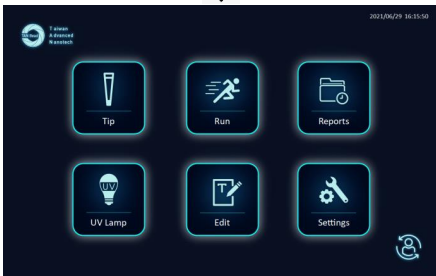 2021/06/29 16:15:50
Taiwan
Advanced
Nanotech
Tip
Run
Reports
UV
UV Lamp
T
Edit
Settings